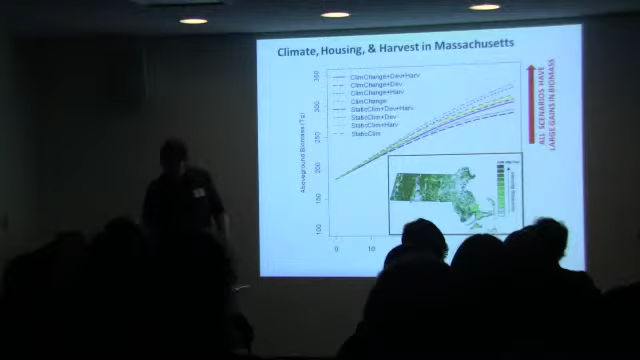 Climate, Housing, & Harvest in Massachusetts
350
300
250
200
150
100
Aboveground Biomass (Tg)
ClimChange+Dev+Harv
ClimChange+Dev
ClimChange+Harv
ClimChange
StaticClim+Dev+Harv
StaticClim+Dev
StaticClim+Harv
StaticClim
0
10
ALL SCENARIOS HAVE
LARGE GAINS IN BIOMASS